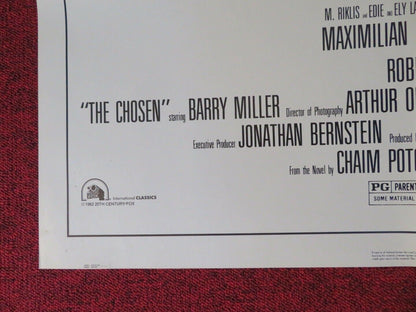 M. RIKLIS and EDIE and ELY LA
MAXIMILIAN
ROB
"THE CHOSEN" starring BARRY MILLER Director of Photography ARTHUR O
Executive Producer JONATHAN BERNSTEIN Produced
From the Novel by CHAIM POTO
International CLASSICS
© 1982 20TH CENTURY-FOX
PG PARENT
SOME MATERIAL